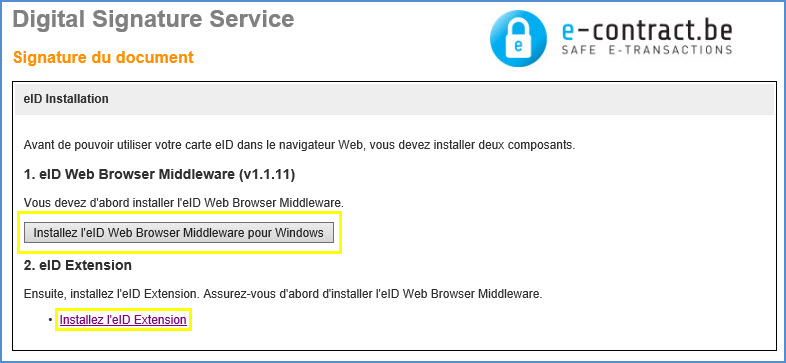 Digital Signature Service
e-contract.be
SAFE E-TRANSACTIONS
e
Signature du document
eID Installation
Avant de pouvoir utiliser votre carte eID dans le navigateur Web, vous devez installer deux composants.
1. eID Web Browser Middleware (v1.1.11)
Vous devez d'abord installer l'eID Web Browser Middleware.
Installez l'eID Web Browser Middleware pour Windows
2. eID Extension
Ensuite, installez l'eID Extension. Assurez-vous d'abord d'installer l'eID Web Browser Middleware.
• Installez l'eID Extension